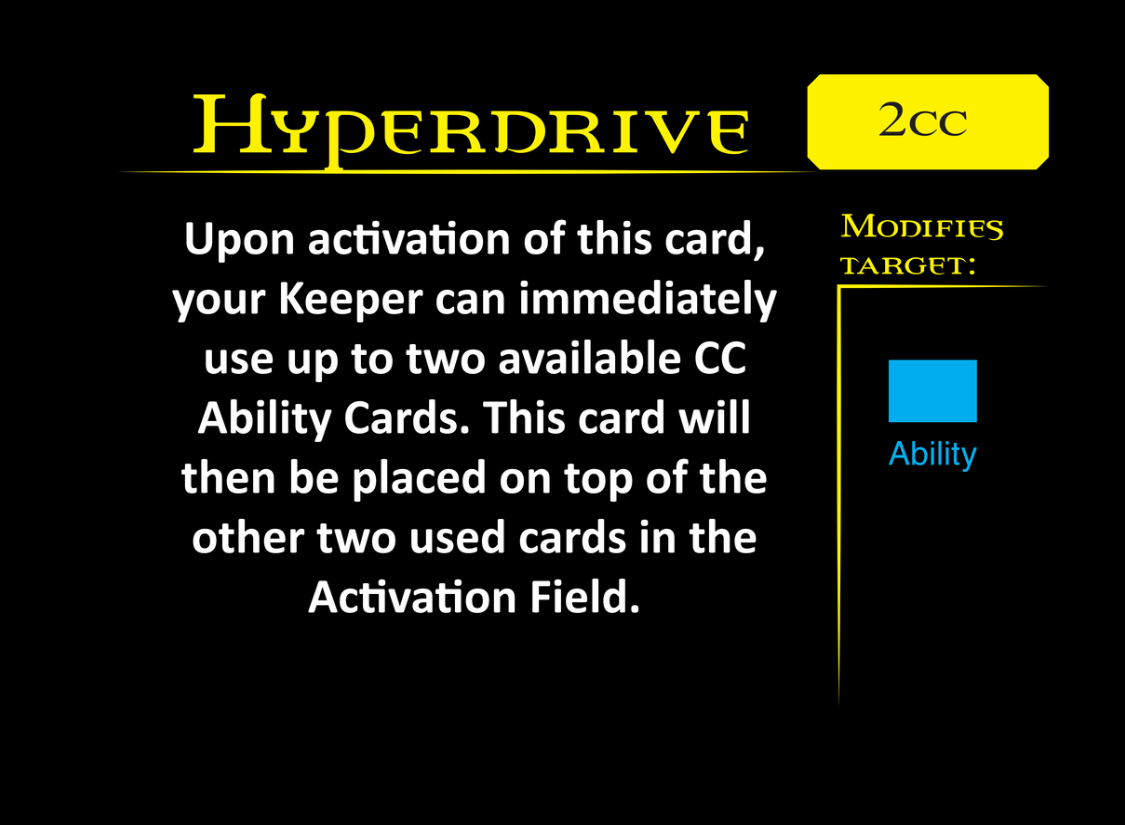 Hyperdrive
2cc
Upon activation of this card,
your Keeper can immediately
use up to two available CC
Ability Cards. This card will
then be placed on top of the
other two used cards in the
Activation Field.
Modifies
target:
Ability